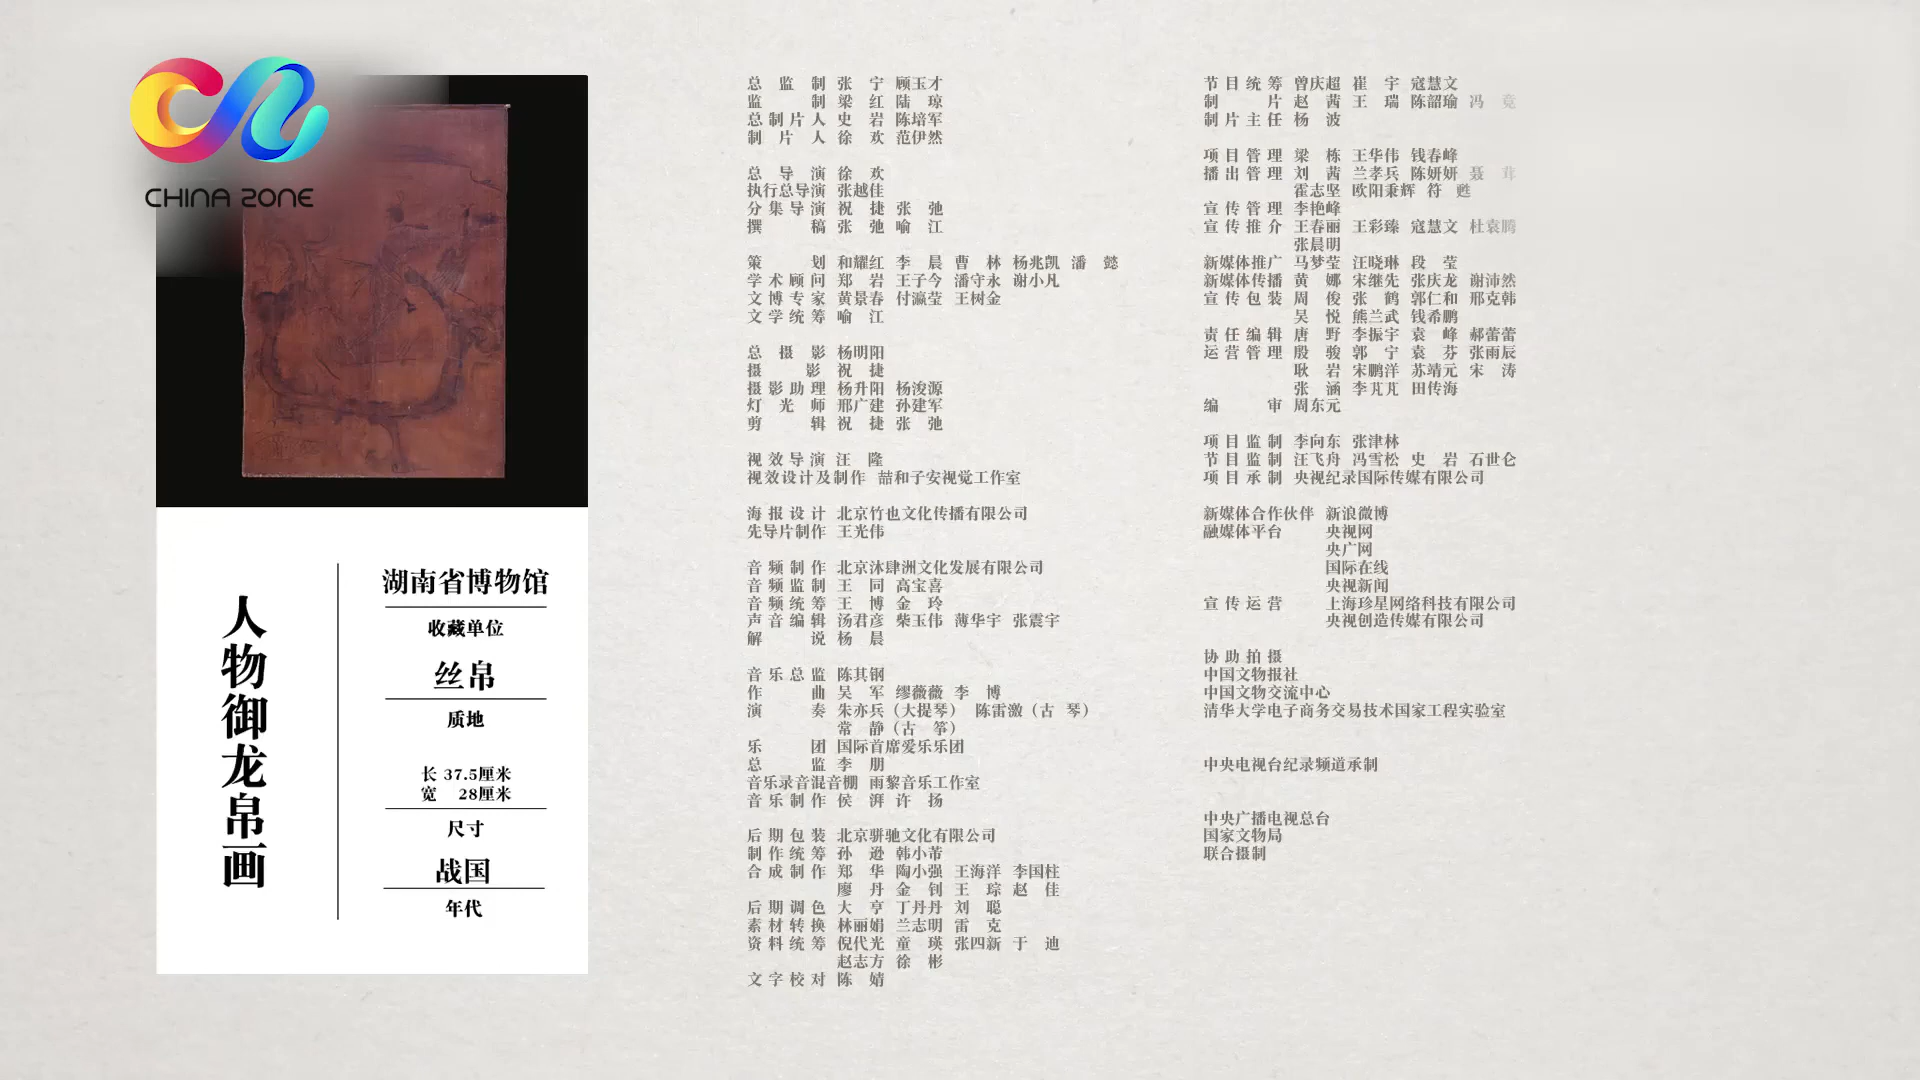 CHINA ZONE
人物御龙帛画
湖南省博物馆
收藏单位
丝帛
质地
长 37.5厘米
宽 28厘米
尺寸
战国
年代
总监制 张宁 顾玉才
监制 梁红 陆琼
总制片人 史岩 陈培军
制片人 徐欢 范伊然
总导演 徐欢
执行总导演 张越佳
分集导演 祝捷 张弛
撰稿 张弛 喻江
策划 和耀红 李晨 曹林 杨兆凯 潘懿
学术顾问 郑岩 王子今 潘守永 谢小凡
文博专家 黄景春 付瀛莹 王树金
文学统筹 喻江
总摄影 杨明阳
摄影 祝捷
摄影助理 杨升阳 杨浚源
灯光师 邢广建 孙建军
剪辑 祝捷 张弛
视效导演 汪隆
视效设计及制作 喆和子安视觉工作室
海报设计 北京竹也文化传播有限公司
先导片制作 王光伟
音频制作 北京沐肆洲文化发展有限公司
音频监制 王同 高宝喜
音频统筹 王博 金玲
声音编辑 汤君彦 柴玉伟 薄华宇 张震宇
解说 杨晨
音乐总监 陈其钢
作曲 吴军 缪薇薇 李博
演奏 朱亦兵（大提琴） 陈雷激（古琴）
常静（古筝）
乐团 国际首席爱乐乐团
总监 李朋
音乐录音混音棚 雨黎音乐工作室
音乐制作 侯湃 许扬
后期包装 北京骈驰文化有限公司
制作统筹 孙逊 韩小芾
合成制作 郑华 陶小强 王海洋 李国柱
廖丹 金钊 王琮 赵佳
后期调色 大亨 丁丹丹 刘聪
素材转换 林丽娟 兰志明 雷克
资料统筹 倪代光 童瑛 张四新 于迪
赵志方 徐彬
文字校对 陈婧
节目统筹 曾庆超 崔宇 寇慧文
制片 赵茜 王瑞 陈韶瑜 冯竞
制片主任 杨波
项目管理 梁栋 王华伟 钱春峰
播出管理 刘茜 兰孝兵 陈妍妍 聂
霍志坚 欧阳秉辉 符甦
宣传管理 李艳峰
宣传推介 王春丽 王彩臻 寇慧文 杜袁腾
张晨明
新媒体推广 马梦莹 汪晓琳 段莹
新媒体传播 黄娜 宋继先 张庆龙 谢沛然
宣传包装 周俊 张鹤 郭仁和 邢克韩
吴悦 熊兰武 钱希鹏
责任编辑 唐野 李振宇 袁峰 郝蕾蕾
运营管理 殷骏 郭宁 袁芬 张雨辰
耿岩 宋鹏洋 苏靖元 宋涛
张涵 李芃芃 田传海
编审 周东元
项目监制 李向东 张津林
节目监制 汪飞舟 冯雪松 史岩 石世仑
项目承制 央视纪录国际传媒有限公司
新媒体合作伙伴 新浪微博
融媒体平台 央视网
央广网
国际在线
央视新闻
宣传运营 上海珍星网络科技有限公司
央视创造传媒有限公司
协助拍摄
中国文物报社
中国文物交流中心
清华大学电子商务交易技术国家工程实验室
中央电视台纪录频道承制
中央广播电视总台
国家文物局
联合摄制